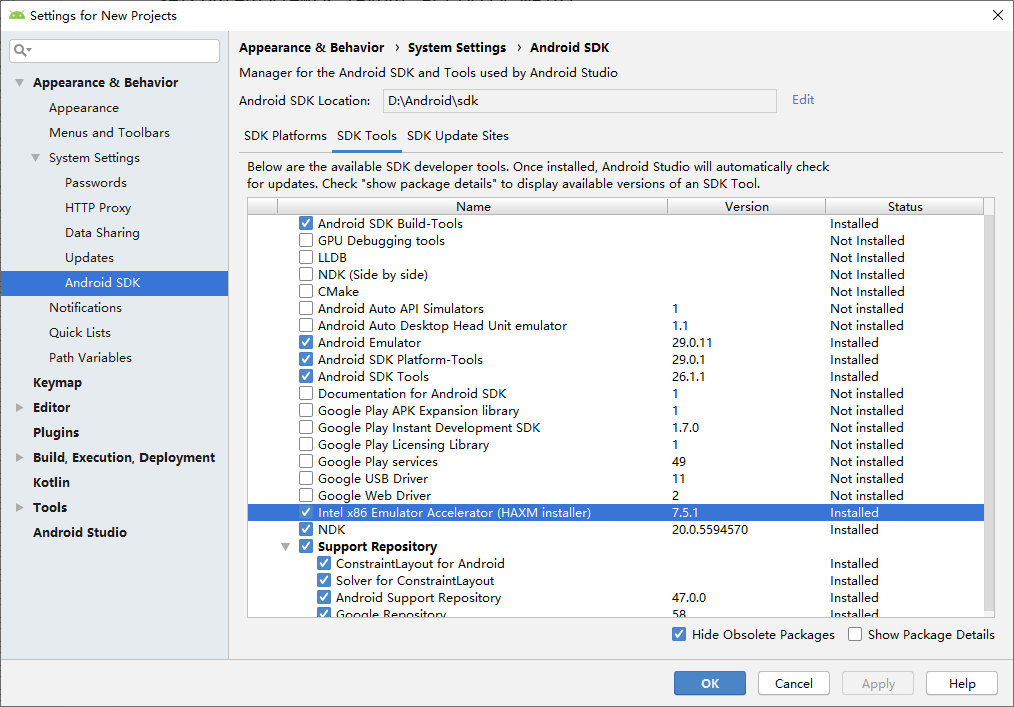 Settings for New Projects
Appearance & Behavior
Appearance
Menus and Toolbars
System Settings
Passwords
HTTP Proxy
Data Sharing
Updates
Android SDK
Notifications
Quick Lists
Path Variables
Keymap
Editor
Plugins
Build, Execution, Deployment
Kotlin
Tools
Android Studio
Appearance & Behavior › System Settings › Android SDK
Manager for the Android SDK and Tools used by Android Studio
Android SDK Location: D:\Android\sdk Edit
SDK Platforms SDK Tools SDK Update Sites
Below are the available SDK developer tools. Once installed, Android Studio will automatically check
for updates. Check "show package details" to display available versions of an SDK Tool.
Name Version Status
Android SDK Build-Tools Installed
GPU Debugging tools Not Installed
LLDB Not Installed
NDK (Side by side) Not Installed
CMake Not Installed
Android Auto API Simulators 1 Not installed
Android Auto Desktop Head Unit emulator 1.1 Not installed
Android Emulator 29.0.11 Installed
Android SDK Platform-Tools 29.0.1 Installed
Android SDK Tools 26.1.1 Installed
Documentation for Android SDK 1 Not installed
Google Play APK Expansion library 1 Not installed
Google Play Instant Development SDK 1.7.0 Not installed
Google Play Licensing Library 1 Not installed
Google Play services 49 Not installed
Google USB Driver 11 Not installed
Google Web Driver 2 Not installed
Intel x86 Emulator Accelerator (HAXM installer) 7.5.1 Installed
NDK 20.0.5594570 Installed
Support Repository
ConstraintLayout for Android Installed
Solver for ConstraintLayout Installed
Android Support Repository 47.0.0 Installed
Google Repository 58 Installed
Hide Obsolete Packages Show Package Details
OK Cancel Apply Help